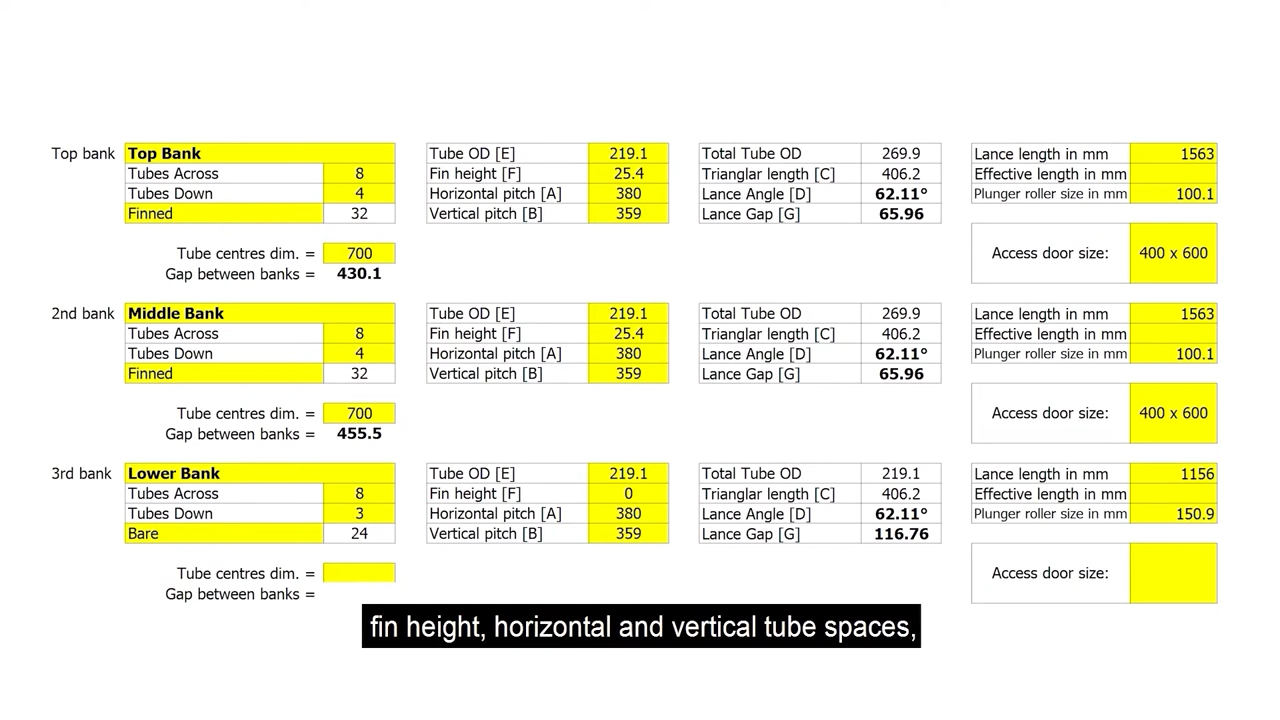 Top bank Top Bank Tube OD [E] 219.1 Total Tube OD 269.9 Lance length in mm 1563
Tubes Across 8 Fin height [F] 25.4 Trianglar length [C] 406.2 Effective length in mm
Tubes Down 4 Horizontal pitch [A] 380 Lance Angle [D] 62.11° Plunger roller size in mm 100.1
Finned 32 Vertical pitch [B] 359 Lance Gap [G] 65.96
Tube centres dim. = 700 Access door size: 400 x 600
Gap between banks = 430.1
2nd bank Middle Bank Tube OD [E] 219.1 Total Tube OD 269.9 Lance length in mm 1563
Tubes Across 8 Fin height [F] 25.4 Trianglar length [C] 406.2 Effective length in mm
Tubes Down 4 Horizontal pitch [A] 380 Lance Angle [D] 62.11° Plunger roller size in mm 100.1
Finned 32 Vertical pitch [B] 359 Lance Gap [G] 65.96
Tube centres dim. = 700 Access door size: 400 x 600
Gap between banks = 455.5
3rd bank Lower Bank Tube OD [E] 219.1 Total Tube OD 219.1 Lance length in mm 1156
Tubes Across 8 Fin height [F] 0 Trianglar length [C] 406.2 Effective length in mm
Tubes Down 3 Horizontal pitch [A] 380 Lance Angle [D] 62.11° Plunger roller size in mm 150.9
Bare 24 Vertical pitch [B] 359 Lance Gap [G] 116.76
Tube centres dim. = Access door size:
Gap between banks =
fin height, horizontal and vertical tube spaces,